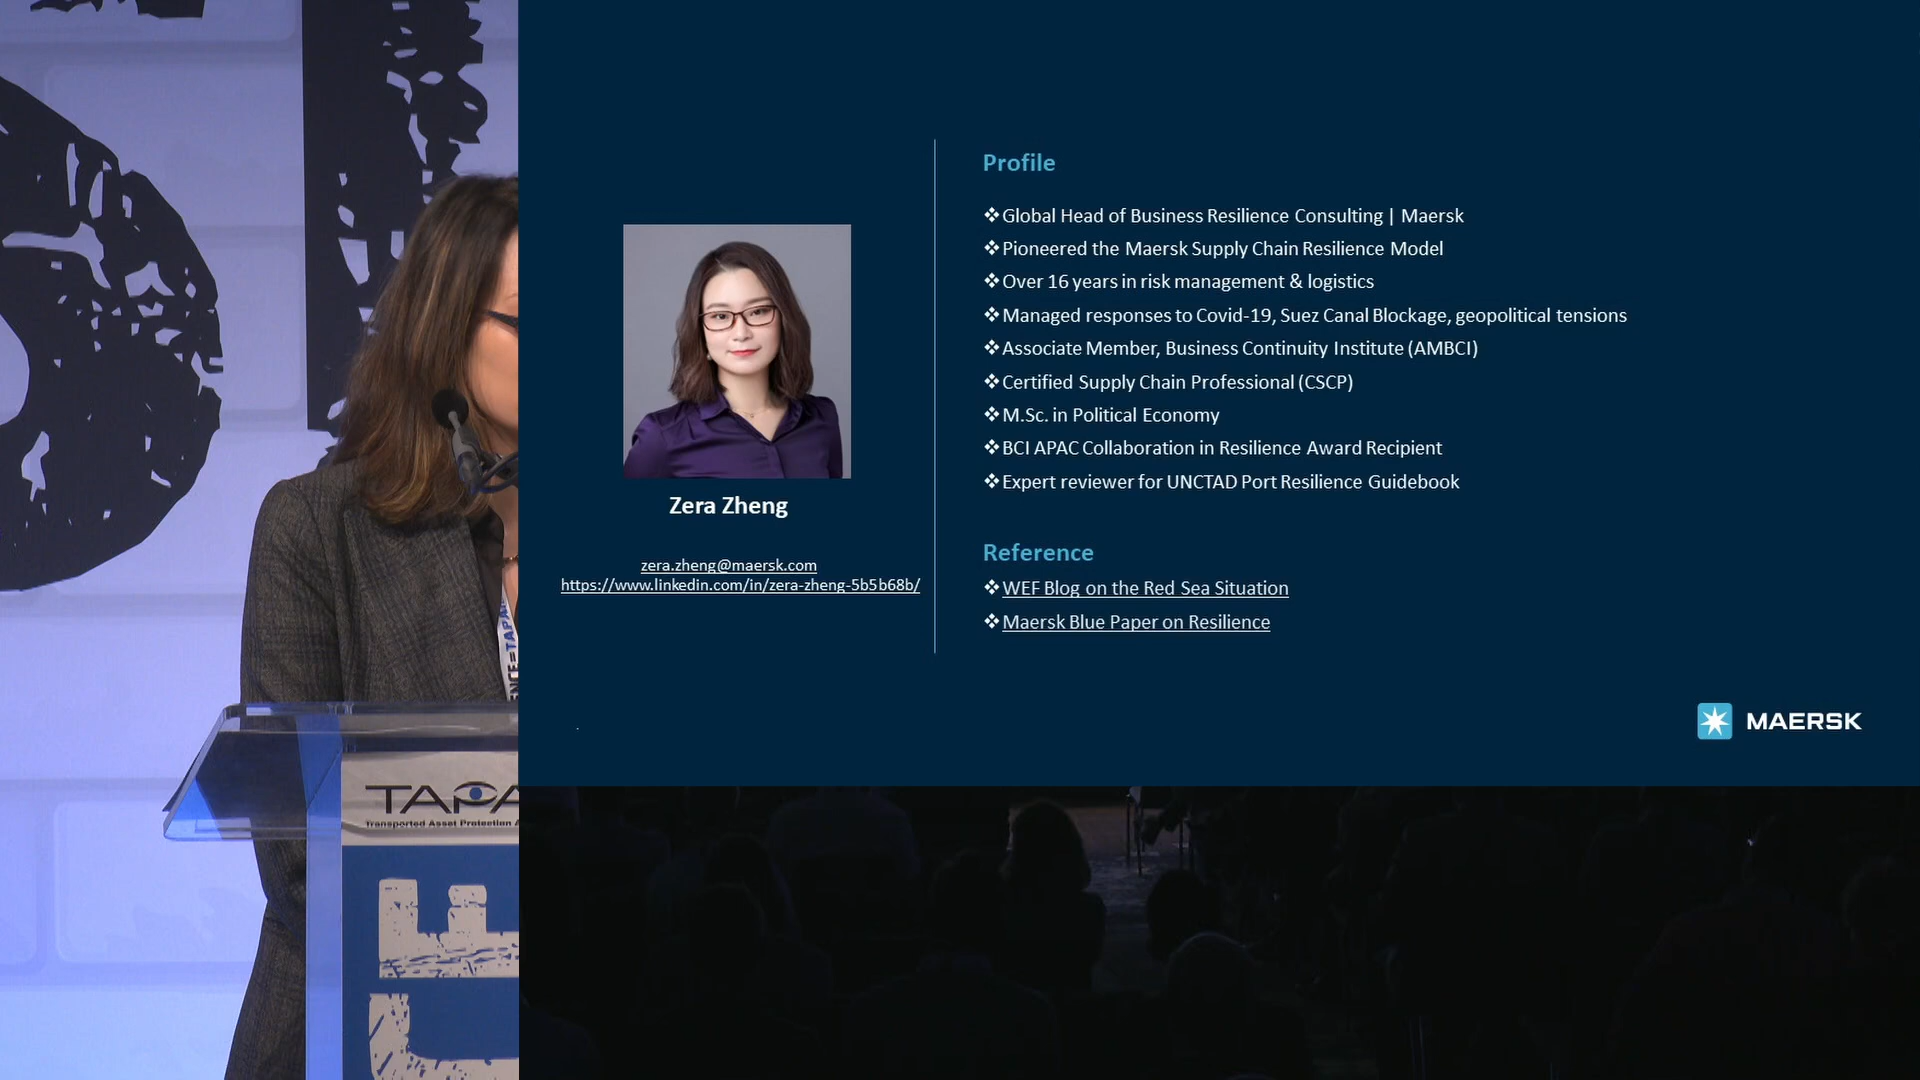 Profile
❖Global Head of Business Resilience Consulting | Maersk
❖Pioneered the Maersk Supply Chain Resilience Model
❖Over 16 years in risk management & logistics
❖Managed responses to Covid-19, Suez Canal Blockage, geopolitical tensions
❖Associate Member, Business Continuity Institute (AMBCI)
❖Certified Supply Chain Professional (CSCP)
❖M.Sc. in Political Economy
❖BCI APAC Collaboration in Resilience Award Recipient
❖Expert reviewer for UNCTAD Port Resilience Guidebook
Zera Zheng
zera.zheng@maersk.com
https://www.linkedin.com/in/zera-zheng-5b5b68b/
Reference
❖WEF Blog on the Red Sea Situation
❖Maersk Blue Paper on Resilience
MAERSK
TAPA
Transported Asset Protection A